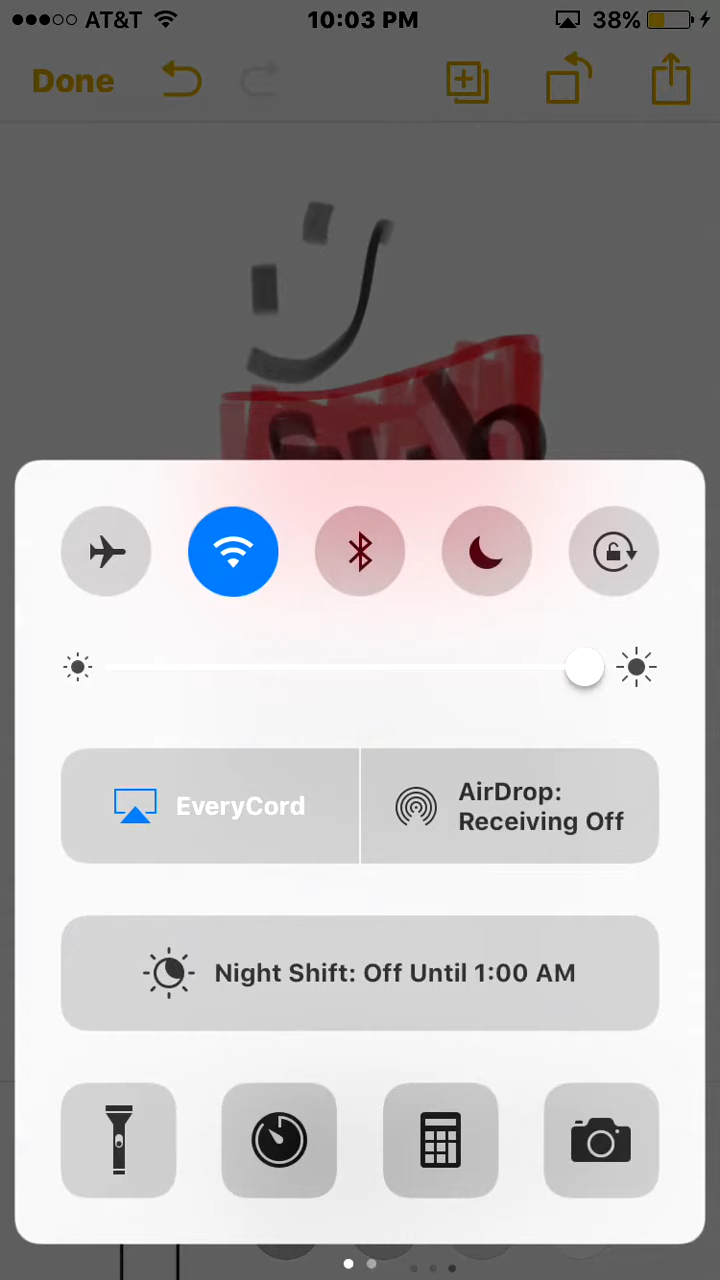 AT&T 10:03 PM 38%
Done
EveryCord
AirDrop:
Receiving Off
Night Shift: Off Until 1:00 AM